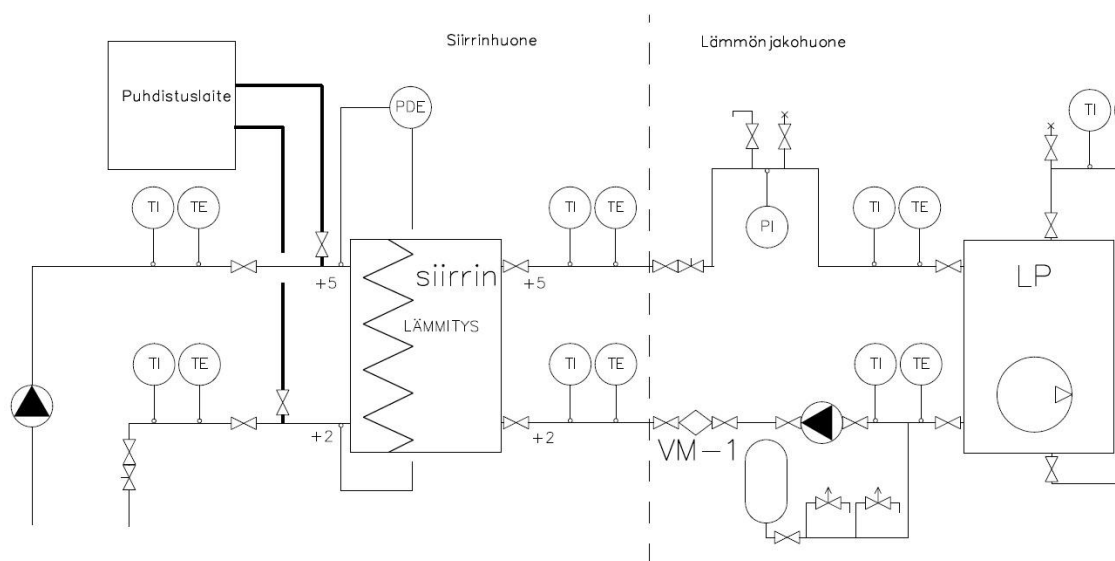 Siirrinhuone
Lämmönjakohuone
Puhdistuslaite
PDE
TI
TI
TE
TI
TE
PI
TI
TE
+5
siirrin
+5
LP
LÄMMITYS
TI
TE
TI
TE
TI
TE
+2
+2
VM-1